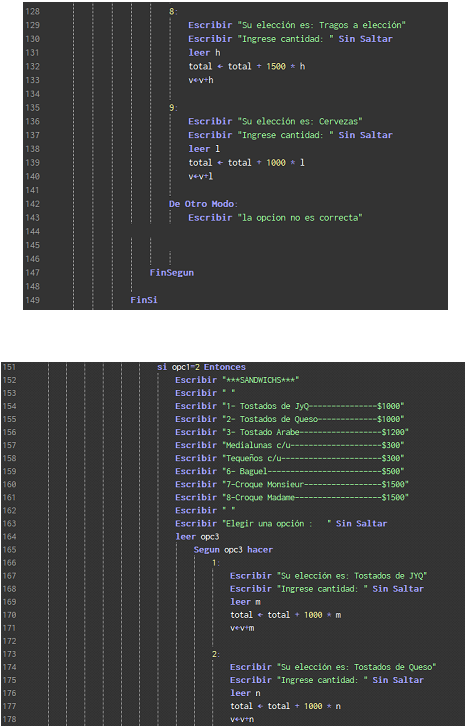 128 8:
129 Escribir "Su elección es: Tragos a elección"
130 Escribir "Ingrese cantidad: " Sin Saltar
131 leer h
132 total ← total + 1500 * h
133 v←v+h
134
135 9:
136 Escribir "Su elección es: Cervezas"
137 Escribir "Ingrese cantidad: " Sin Saltar
138 leer l
139 total ← total + 1000 * l
140 v←v+l
141
142 De Otro Modo:
143 Escribir "la opcion no es correcta"
144
145
146
147 FinSegun
148
149 FinSi
151 si opc1=2 Entonces
152 Escribir "***SANDWICHS***"
153 Escribir " "
154 Escribir "1- Tostados de JyQ---------------$1000"
155 Escribir "2- Tostados de Queso-------------$1000"
156 Escribir "3- Tostado Arabe------------------$1200"
157 Escribir "Medialunas c/u--------------------$300"
158 Escribir "Tequeños c/u----------------------$300"
159 Escribir "6- Baguel-------------------------$500"
160 Escribir "7-Croque Monsieur-----------------$1500"
161 Escribir "8-Croque Madame-------------------$1500"
162 Escribir " "
163 Escribir "Elegir una opción :   " Sin Saltar
164 leer opc3
165 Segun opc3 hacer
166 1:
167 Escribir "Su elección es: Tostados de JYQ"
168 Escribir "Ingrese cantidad: " Sin Saltar
169 leer m
170 total ← total + 1000 * m
171 v←v+m
172
173 2:
174 Escribir "Su elección es: Tostados de Queso"
175 Escribir "Ingrese cantidad: " Sin Saltar
176 leer n
177 total ← total + 1000 * n
178 v←v+n